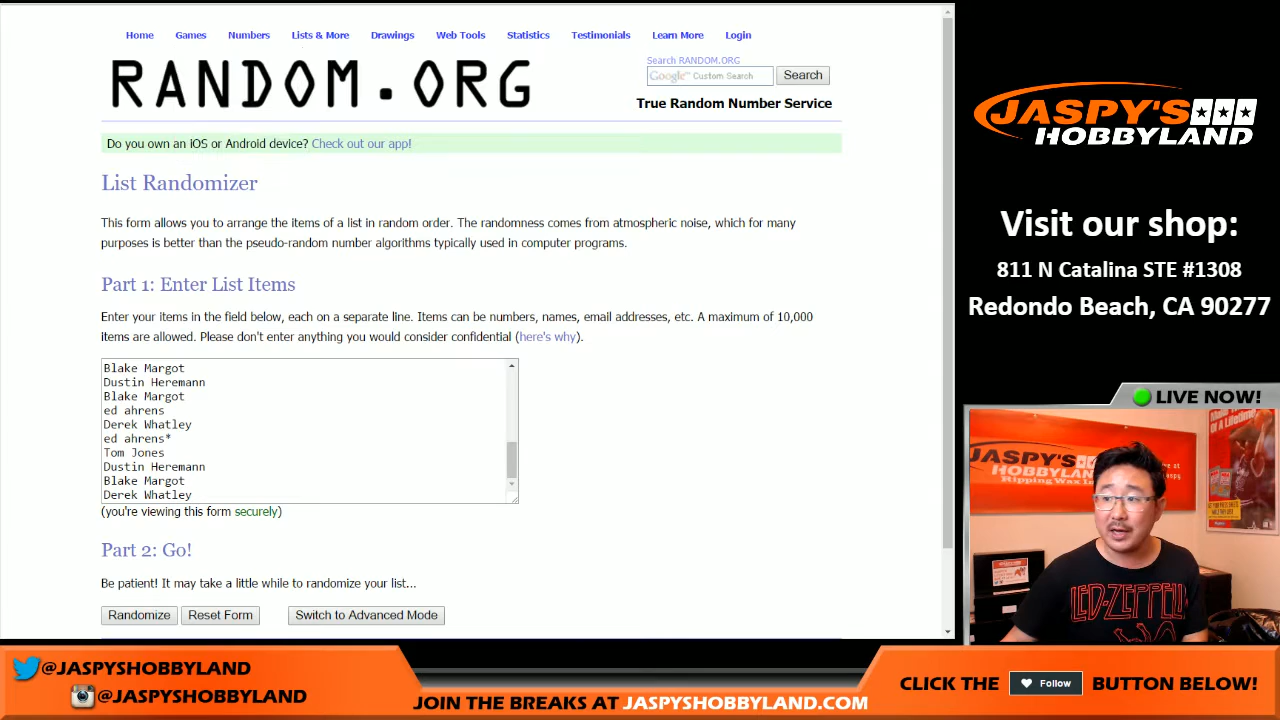 Home Games Numbers Lists & More Drawings Web Tools Statistics Testimonials Learn More Login
RANDOM.ORG
Search RANDOM.ORG
Google™ Custom Search Search
True Random Number Service
Do you own an iOS or Android device? Check out our app!
List Randomizer
This form allows you to arrange the items of a list in random order. The randomness comes from atmospheric noise, which for many
purposes is better than the pseudo-random number algorithms typically used in computer programs.
Part 1: Enter List Items
Enter your items in the field below, each on a separate line. Items can be numbers, names, email addresses, etc. A maximum of 10,000
items are allowed. Please don't enter anything you would consider confidential (here's why).
Blake Margot
Dustin Heremann
Blake Margot
ed ahrens
Derek Whatley
ed ahrens*
Tom Jones
Dustin Heremann
Blake Margot
Derek Whatley
(you're viewing this form securely)
Part 2: Go!
Be patient! It may take a little while to randomize your list...
Randomize Reset Form Switch to Advanced Mode
JASPY'S
HOBBYLAND
Visit our shop:
811 N Catalina STE #1308
Redondo Beach, CA 90277
LIVE NOW!
JASPY'S
HOBBYLAND
Ripping Wax
LED-ZEPPELIN
@JASPYSHOBBYLAND
@JASPYSHOBBYLAND
JOIN THE BREAKS AT JASPYSHOBBYLAND.COM
CLICK THE Follow BUTTON BELOW!